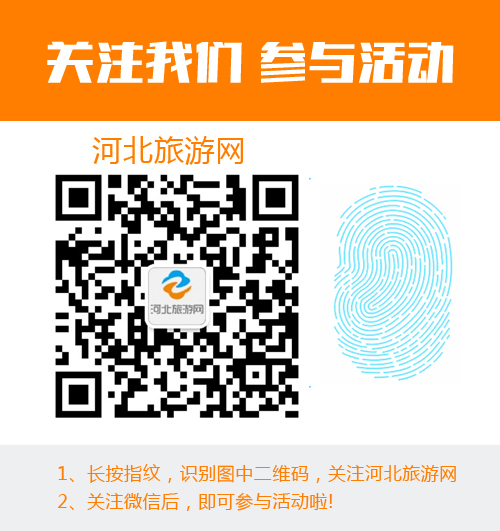 关注我们 参与活动
河北旅游网
河北旅游网
1、长按指纹，识别图中二维码，关注河北旅游网
2、关注微信后，即可参与活动啦!